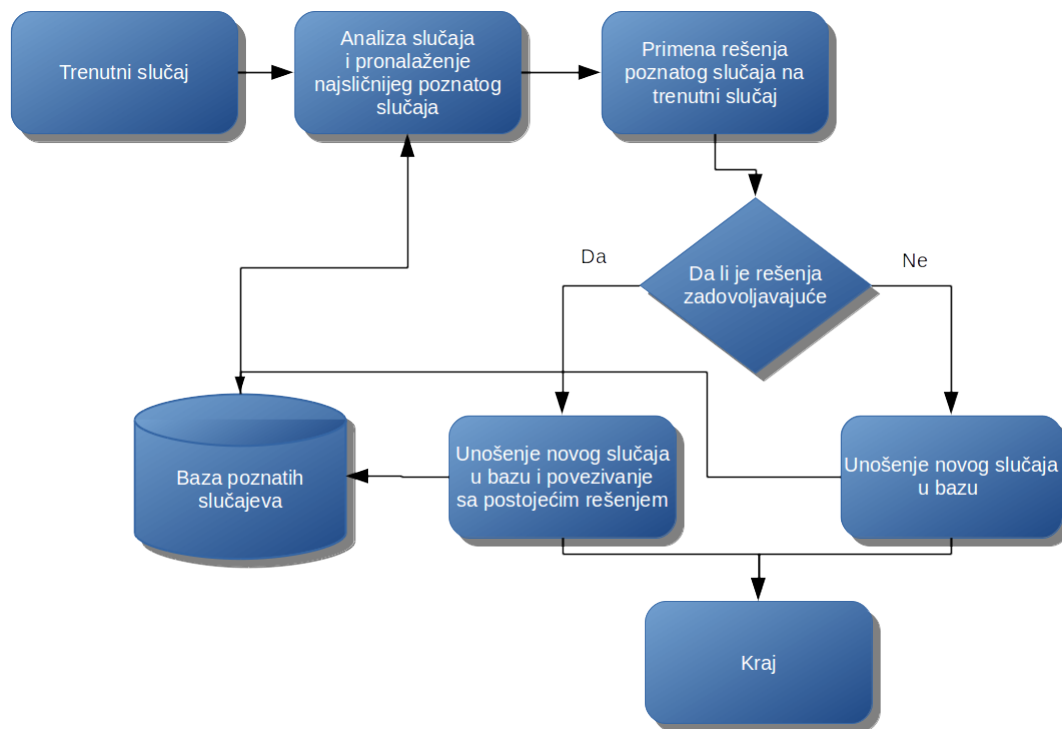 Trenutni slučaj
Analiza slučaja
i pronalaženje
najsličnijeg poznatog
slučaja
Primena rešenja
poznatog slučaja na
trenutni slučaj
Da
Da li je rešenja
zadovoljavajuće
Ne
Baza poznatih
slučajeva
Unošenje novog slučaja
u bazu i povezivanje
sa postojećim rešenjem
Unošenje novog slučaja
u bazu
Kraj